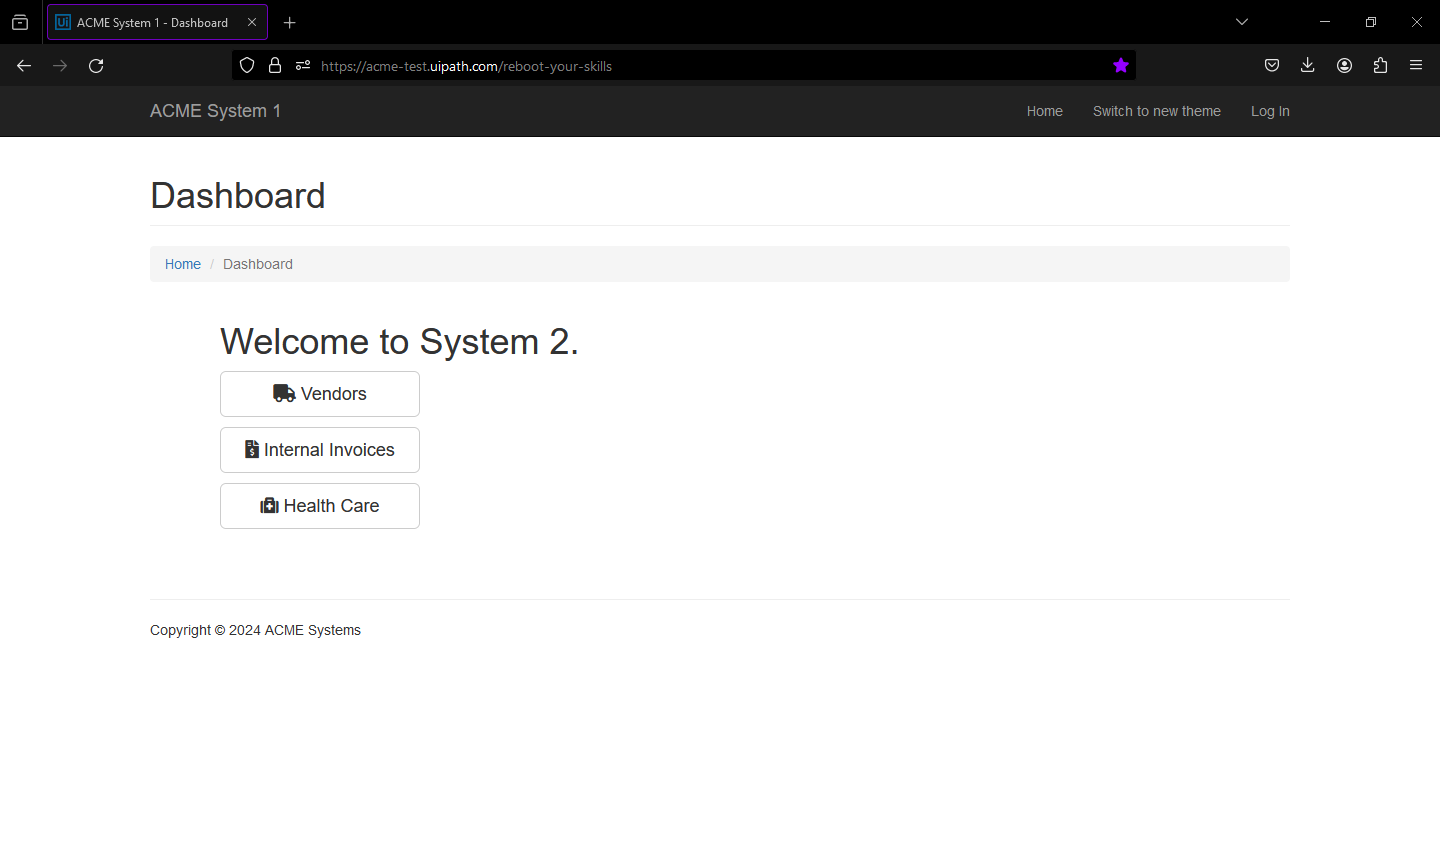 Ui ACME System 1 - Dashboard
https://acme-test.uipath.com/reboot-your-skills
ACME System 1 Home Switch to new theme Log In
Dashboard
Home / Dashboard
Welcome to System 2.
Vendors
$ Internal Invoices
Health Care
Copyright © 2024 ACME Systems